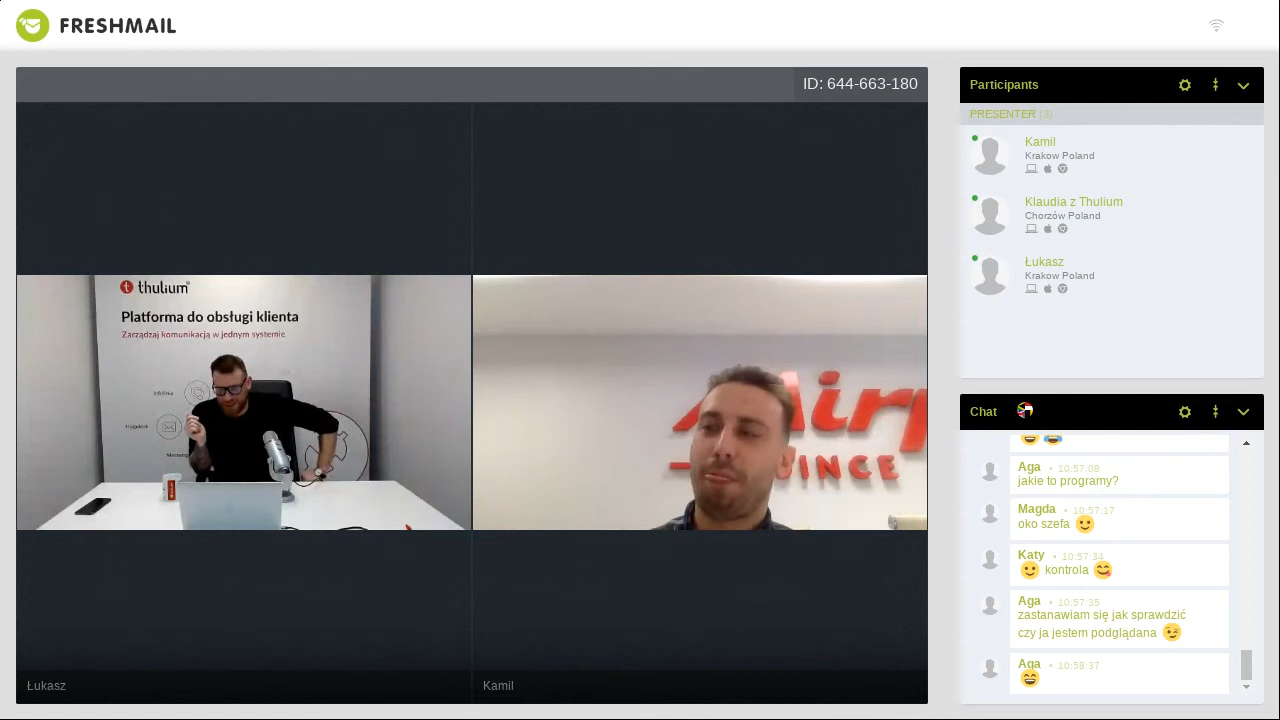 FRESHMAIL
ID: 644-663-180
thulium
Platforma do obsługi klienta
Zarządzaj komunikacją w jednym systemie
Infolinia
Helpdesk
Łukasz
Kamil
Participants
PRESENTER (3)
Kamil
Krakow Poland
Klaudia z Thulium
Chorzów Poland
Łukasz
Krakow Poland
Chat
Aga • 10:57:08
jakie to programy?
Magda • 10:57:17
oko szefa 🙂
Katy • 10:57:34
🙂 kontrola 😋
Aga • 10:57:35
zastanawiam się jak sprawdzić
czy ja jestem podglądana 😉
Aga • 10:58:37
😄